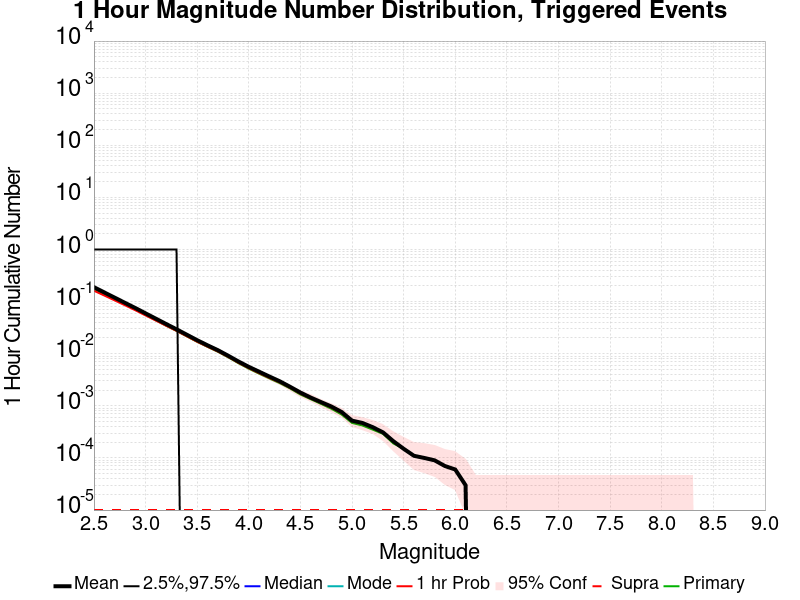 1 Hour Magnitude Number Distribution, Triggered Events
1 Hour Cumulative Number
10^4
10^3
10^2
10^1
10^0
10^-1
10^-2
10^-3
10^-4
10^-5
2.5 3.0 3.5 4.0 4.5 5.0 5.5 6.0 6.5 7.0 7.5 8.0 8.5 9.0
Magnitude
Mean 2.5%,97.5% Median Mode 1 hr Prob 95% Conf Supra Primary